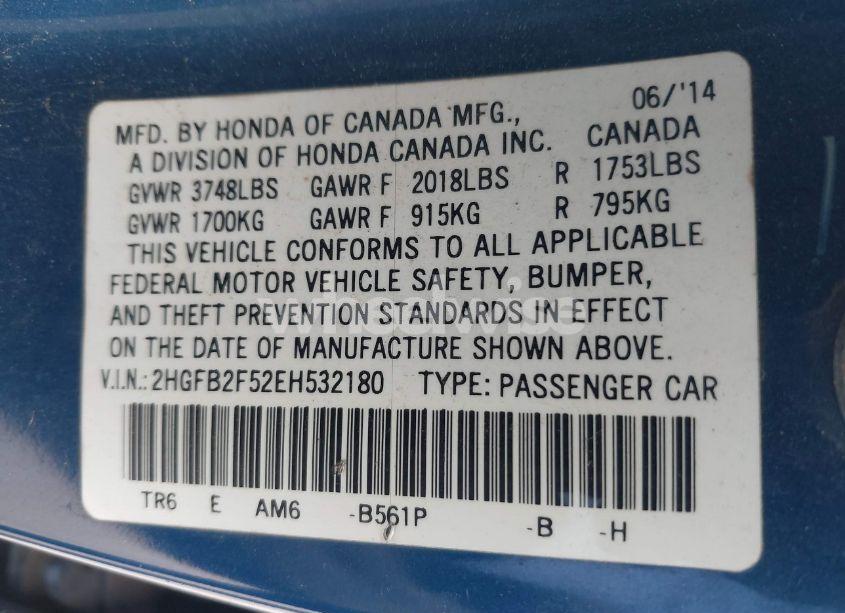 06/'14
MFD. BY HONDA OF CANADA MFG.,
A DIVISION OF HONDA CANADA INC. CANADA
GVWR 3748LBS GAWR F 2018LBS R 1753LBS
GVWR 1700KG GAWR F 915KG R 795KG
THIS VEHICLE CONFORMS TO ALL APPLICABLE
FEDERAL MOTOR VEHICLE SAFETY, BUMPER,
AND THEFT PREVENTION STANDARDS IN EFFECT
wheelwise
ON THE DATE OF MANUFACTURE SHOWN ABOVE.
V.I.N.: 2HGFB2F52EH532180 TYPE: PASSENGER CAR
TR6 E AM6 -B561P -B -H